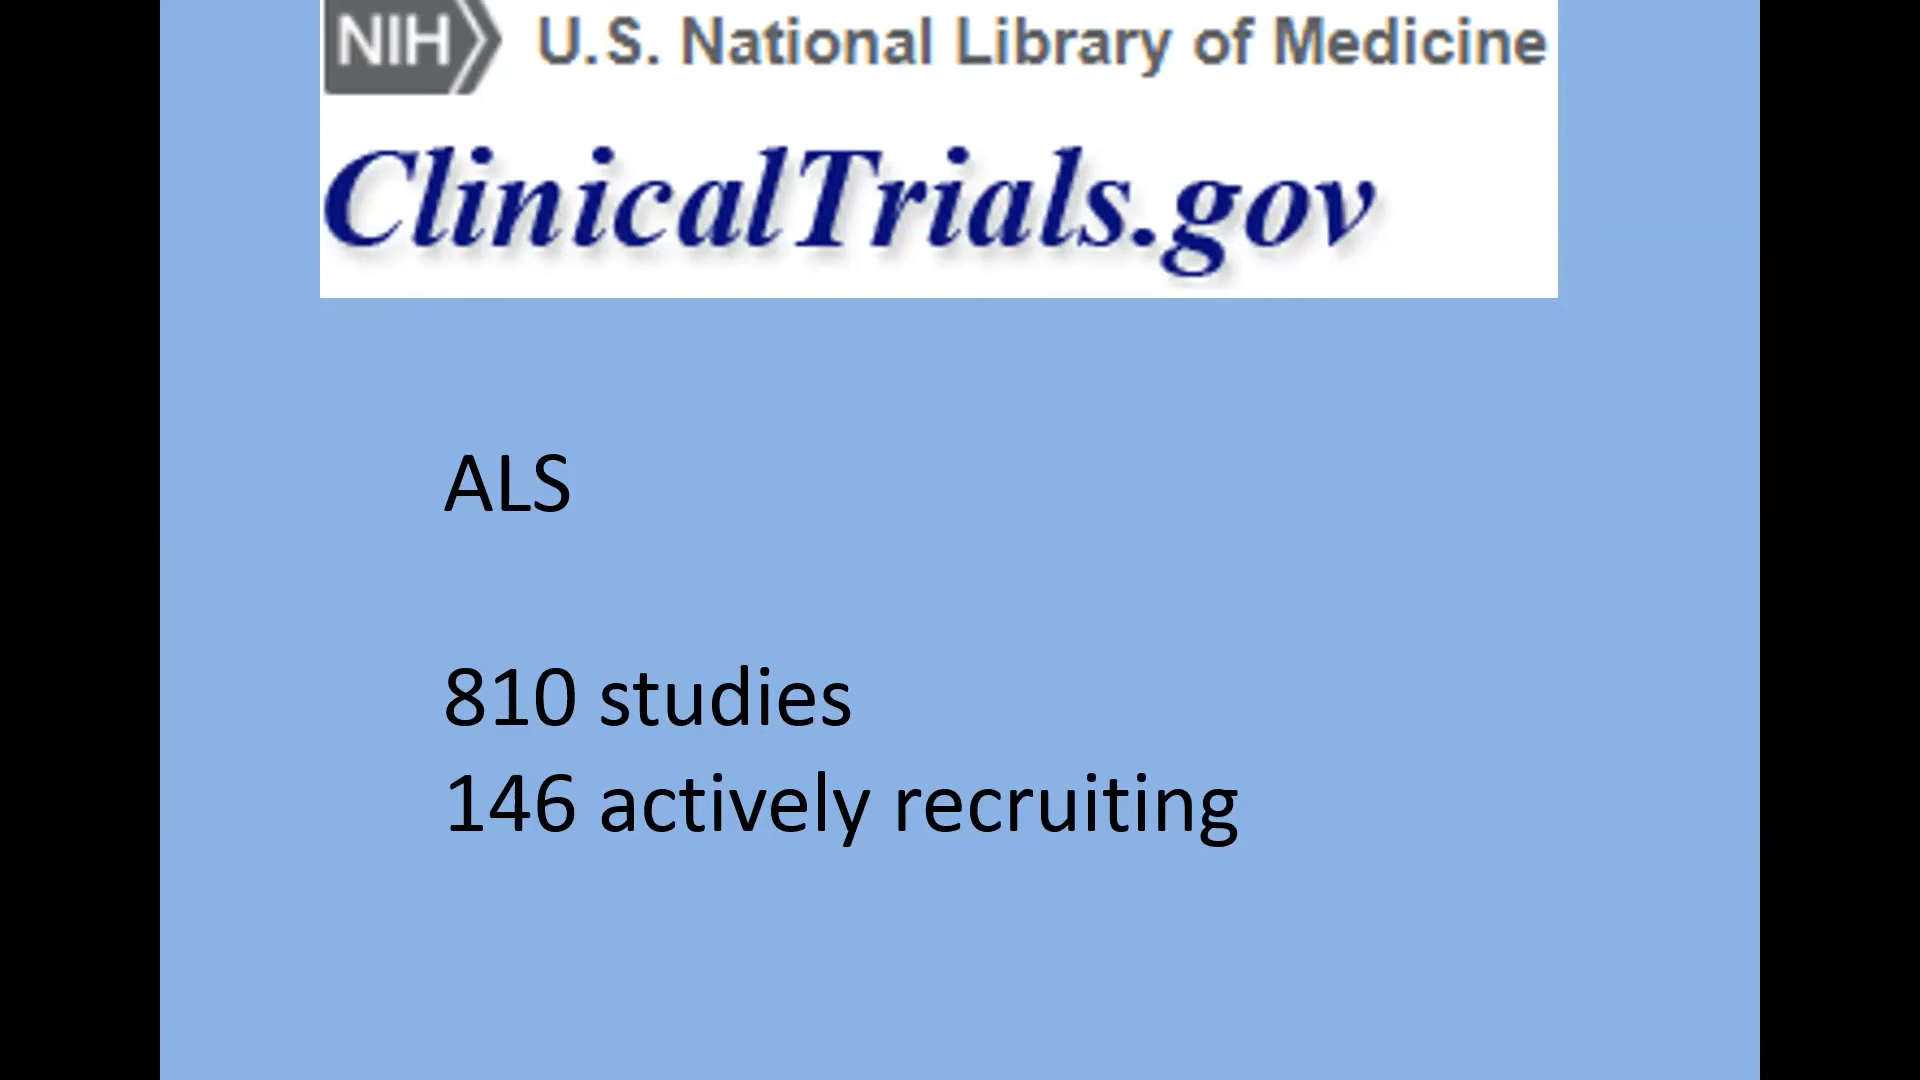 NIH U.S. National Library of Medicine
ClinicalTrials.gov
ALS
810 studies
146 actively recruiting